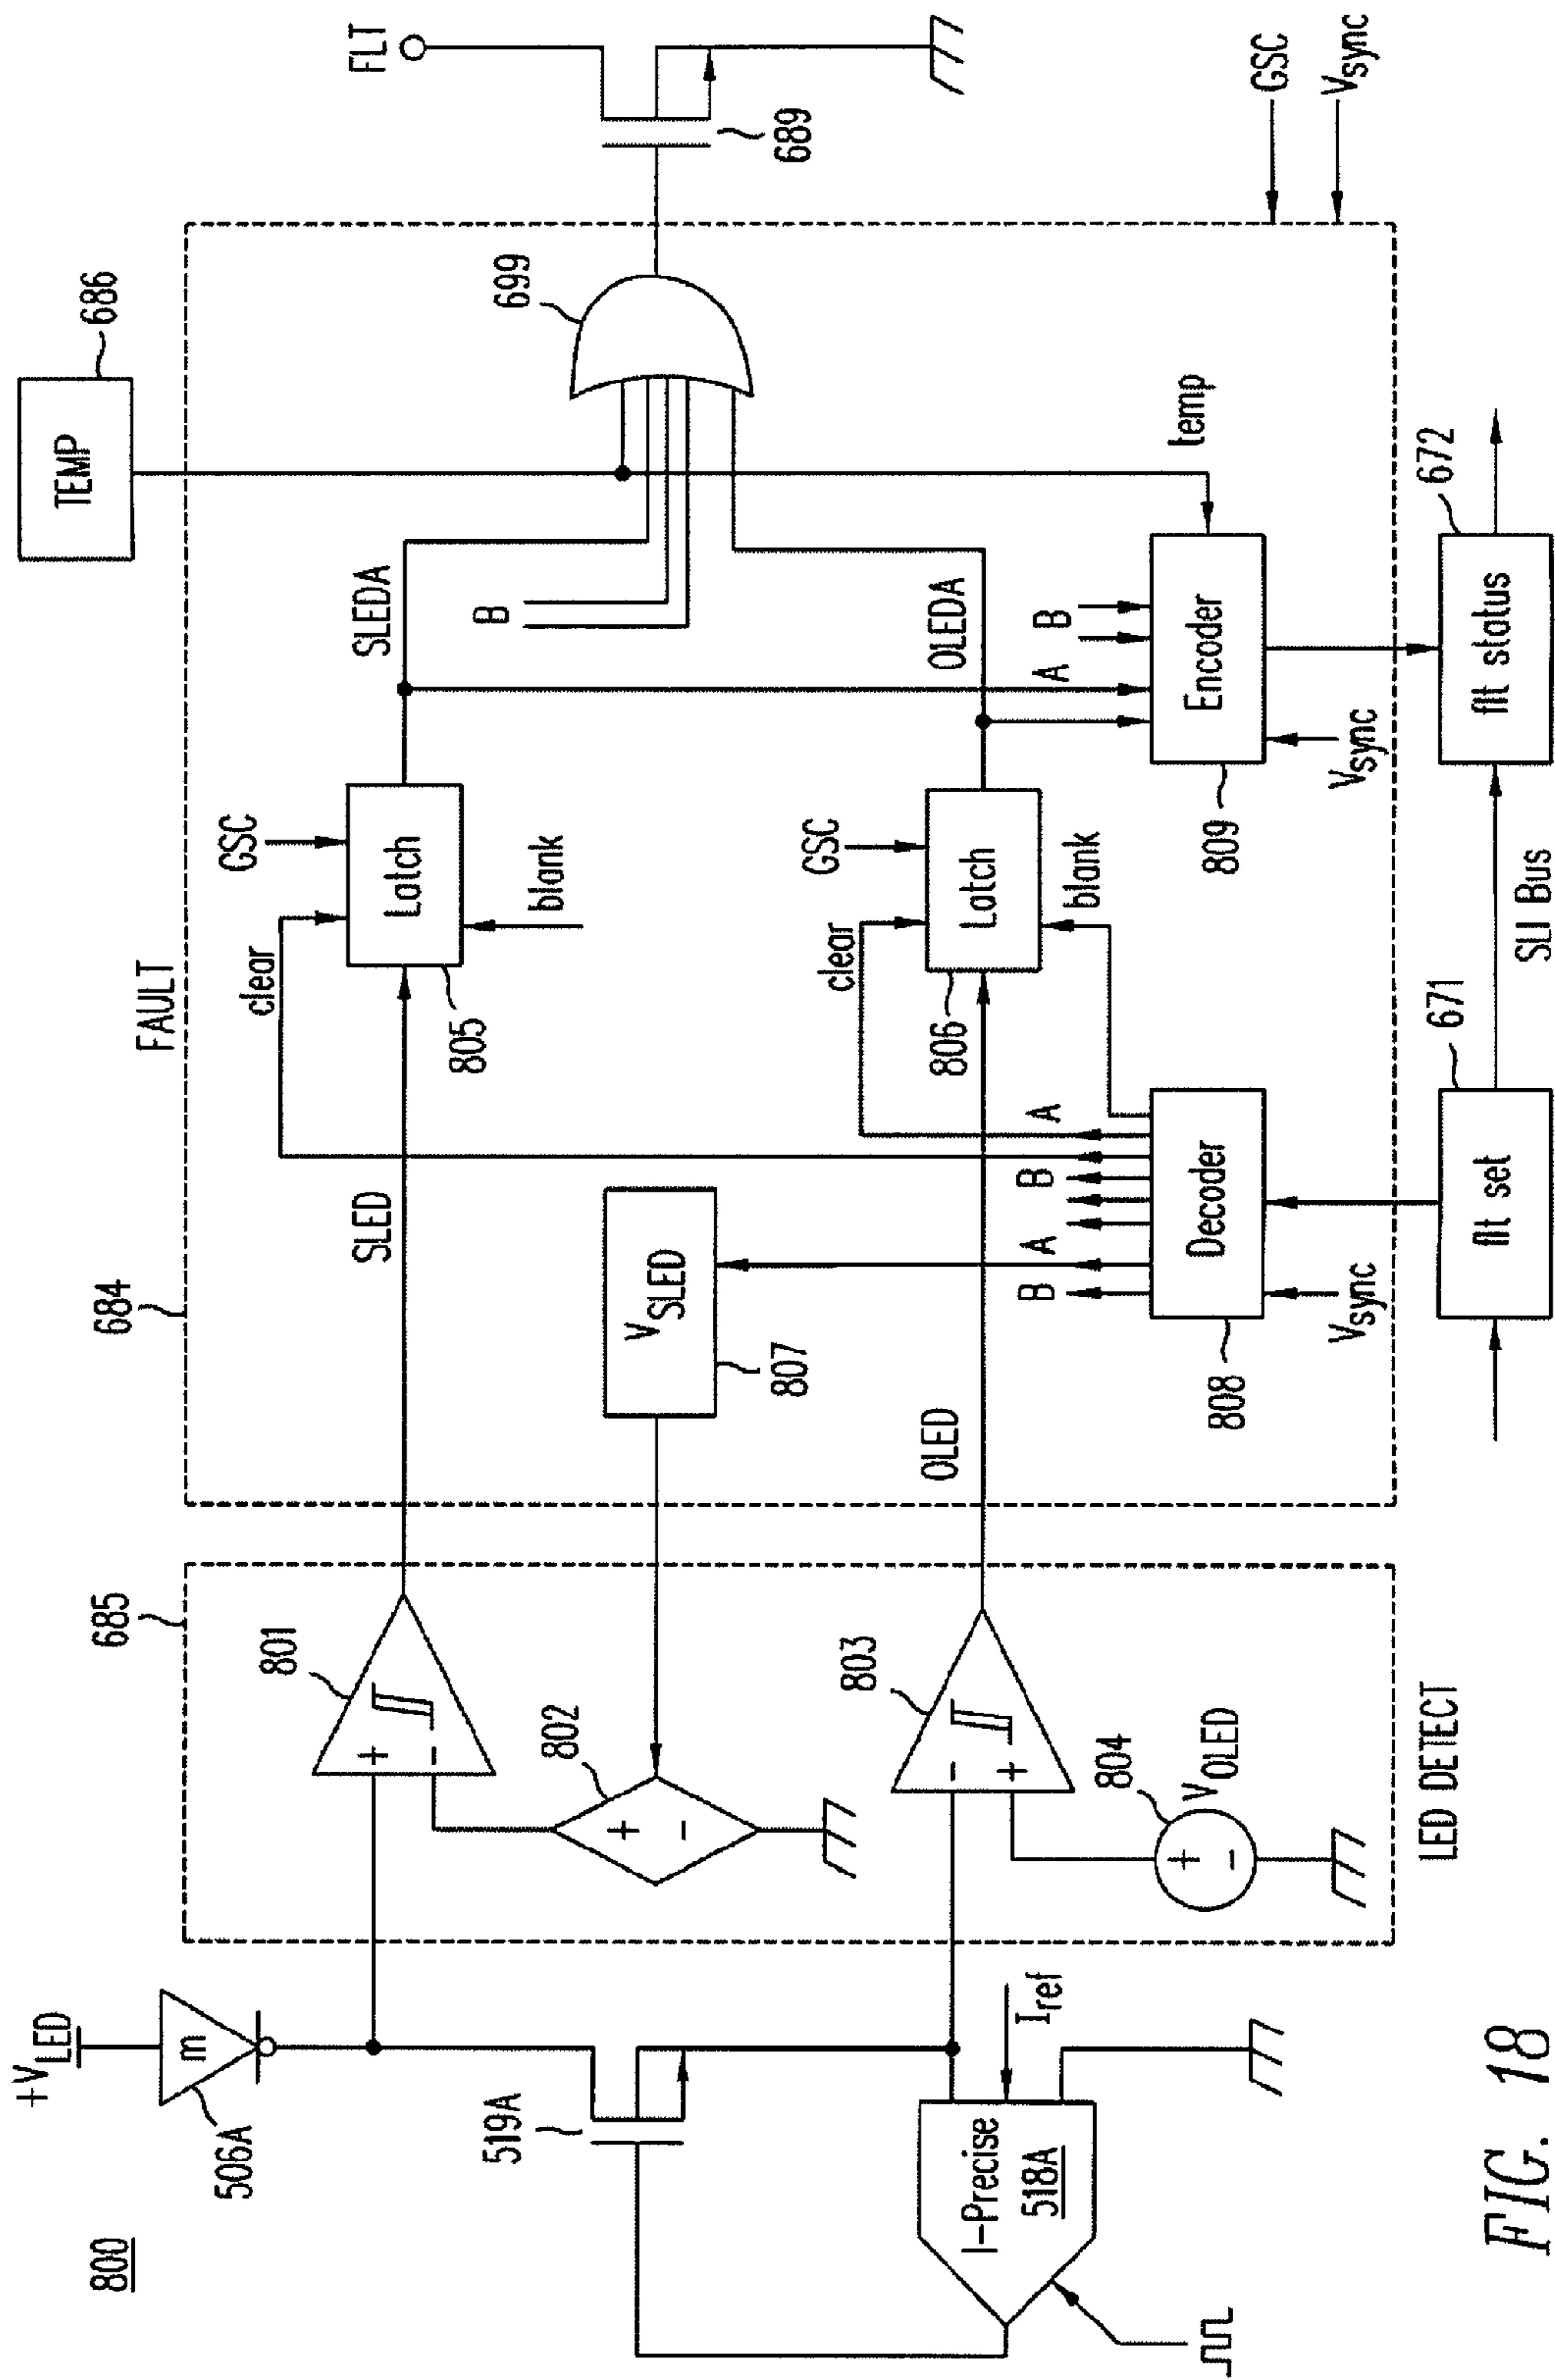 800
+VLED
m
506A
519A
I-Precise
518A
Iref
685
801
+
-
802
+
-
803
-
+
804
VOLED
+
-
LED DETECT
684
FAULT
SLED
clear
GSC
Latch
805
blank
VSLED
807
OLED
clear
GSC
Latch
806
blank
B
A
B
A
Decoder
808
Vsync
SLEDA
B
OLEDA
A
B
Encoder
809
Vsync
temp
TEMP
686
699
FLT
689
GSC
Vsync
flt set
671
SLI Bus
flt status
672
FIG. 18